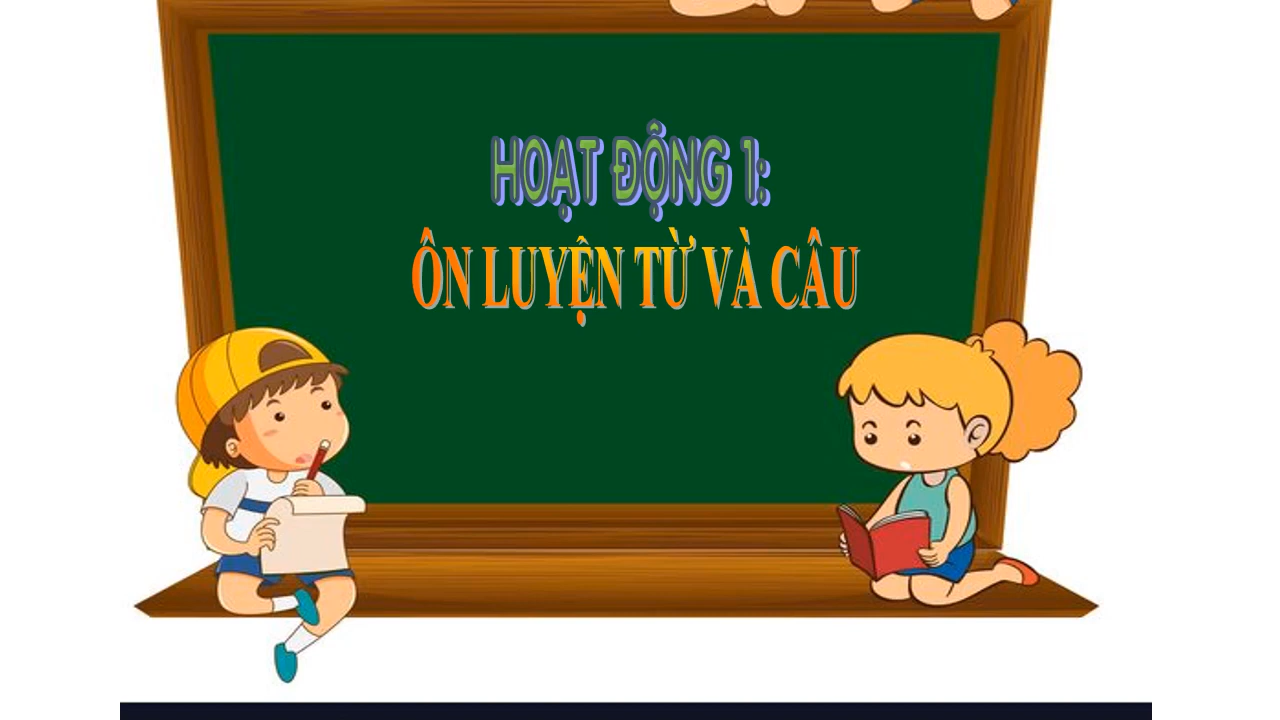 HOẠT ĐỘNG 1:
ÔN LUYỆN TỪ VÀ CÂU